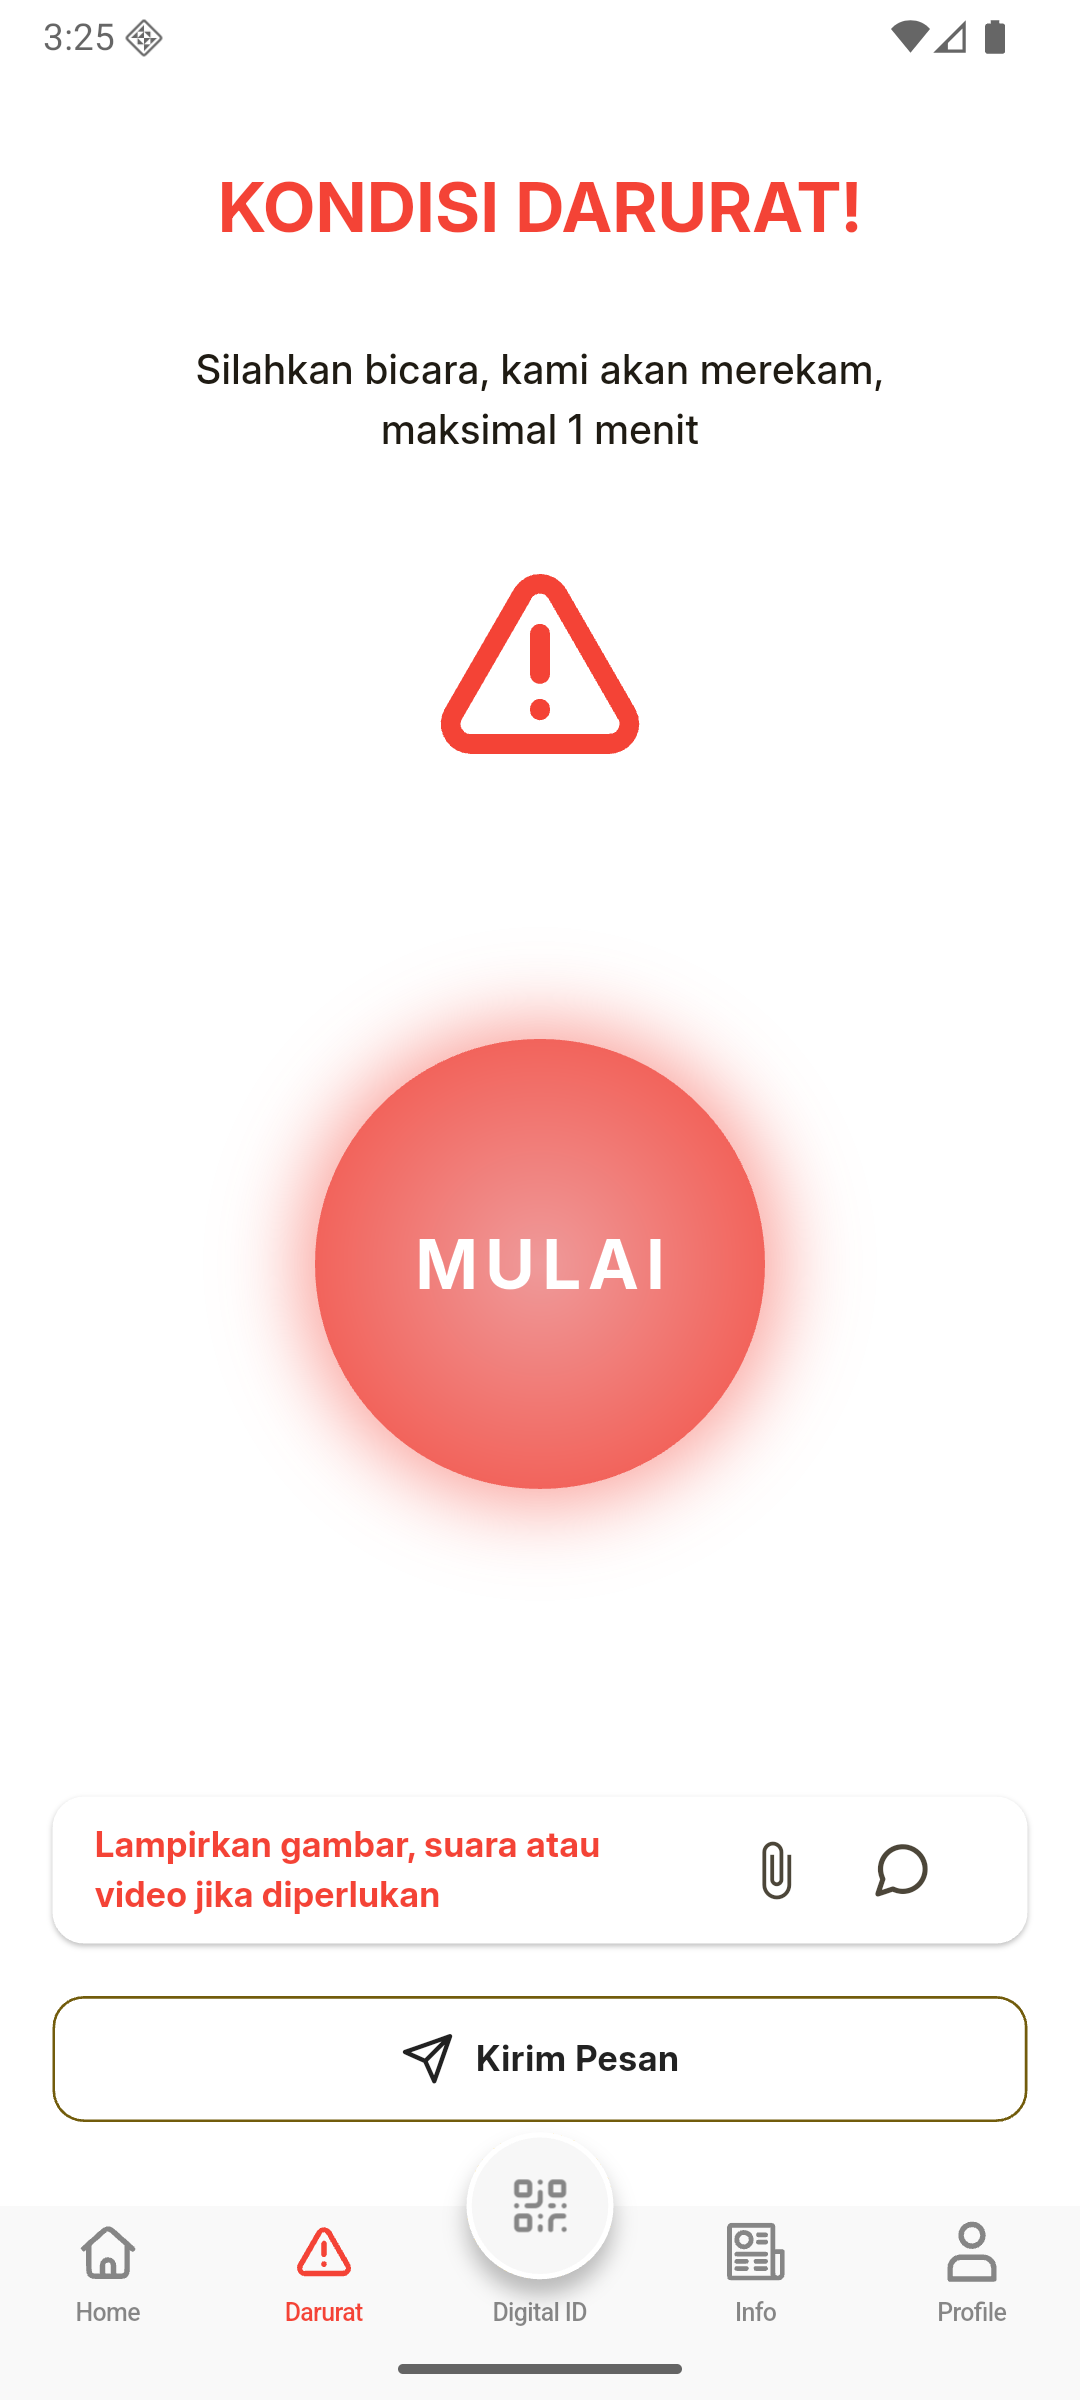 3:25
KONDISI DARURAT!
Silahkan bicara, kami akan merekam,
maksimal 1 menit
MULAI
Lampirkan gambar, suara atau
video jika diperlukan
Kirim Pesan
Home
Darurat
Digital ID
Info
Profile